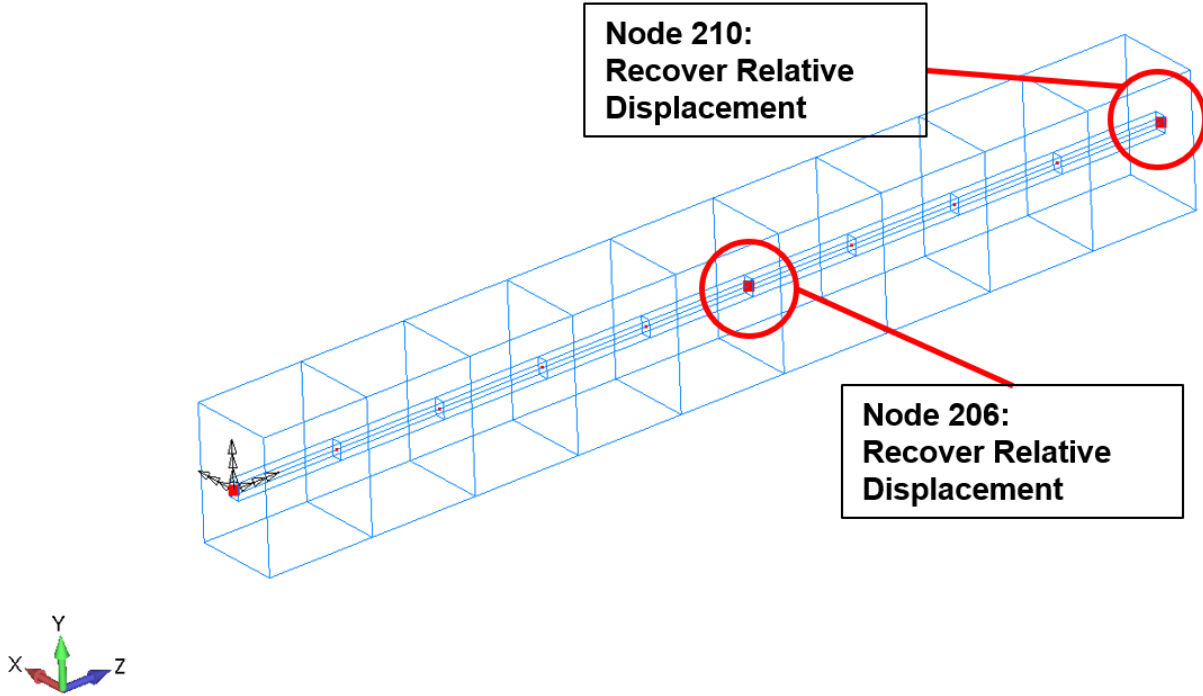 Node 210:
Recover Relative
Displacement
Node 206:
Recover Relative
Displacement
Y
X
Z